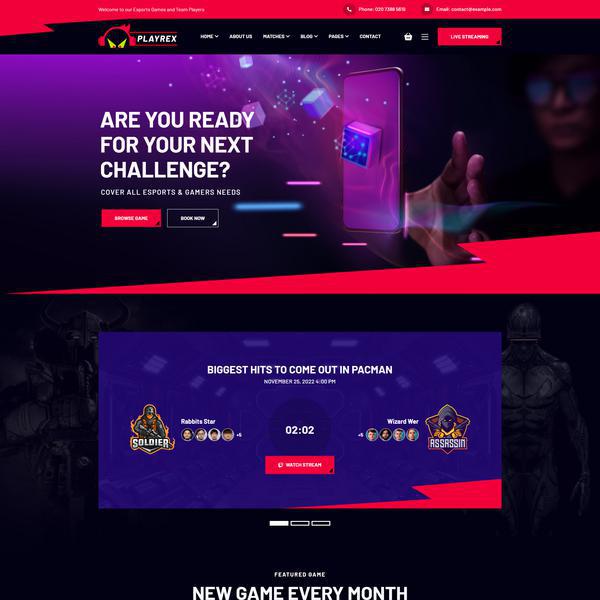 Welcome to our Esports Games and Team Players
Phone: 020 7388 5619
Email: contact@example.com
PLAYREX
HOME
ABOUT US
MATCHES
BLOG
PAGES
CONTACT
LIVE STREAMING
ARE YOU READY
FOR YOUR NEXT
CHALLENGE?
COVER ALL ESPORTS & GAMERS NEEDS
BROWSE GAME
BOOK NOW
BIGGEST HITS TO COME OUT IN PACMAN
NOVEMBER 25, 2022 4:00 PM
SOLDIER
Rabbits Star
+5
02:02
Wizard Wer
+5
ASSASSIN
WATCH STREAM
FEATURED GAME
NEW GAME EVERY MONTH